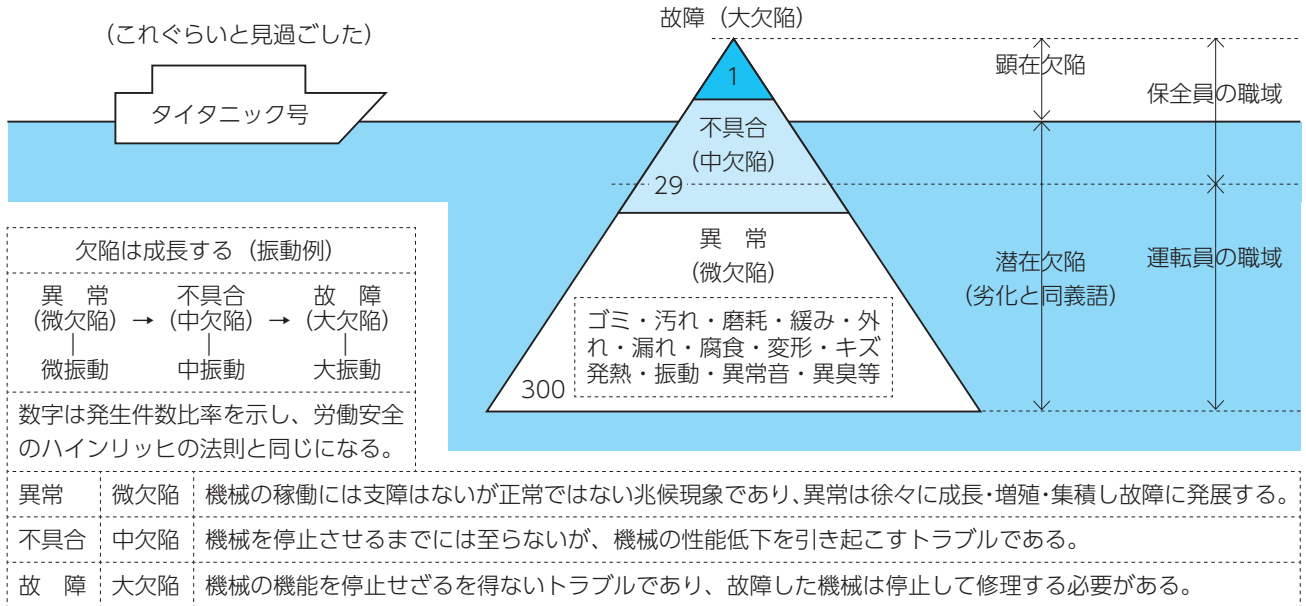 故障（大欠陥）
（これぐらいと見過ごした）
タイタニック号
1
不具合
（中欠陥）
29
異　常
（微欠陥）
ゴミ・汚れ・磨耗・緩み・外
れ・漏れ・腐食・変形・キズ
発熱・振動・異常音・異臭等
300
顕在欠陥
保全員の職域
潜在欠陥
（劣化と同義語）
運転員の職域
欠陥は成長する（振動例）
異　常　不具合　故　障
（微欠陥）→（中欠陥）→（大欠陥）
微振動　中振動　大振動
数字は発生件数比率を示し、労働安全
のハインリッヒの法則と同じになる。
異常　微欠陥　機械の稼働には支障はないが正常ではない兆候現象であり、異常は徐々に成長・増殖・集積し故障に発展する。
不具合　中欠陥　機械を停止させるまでには至らないが、機械の性能低下を引き起こすトラブルである。
故　障　大欠陥　機械の機能を停止せざるを得ないトラブルであり、故障した機械は停止して修理する必要がある。